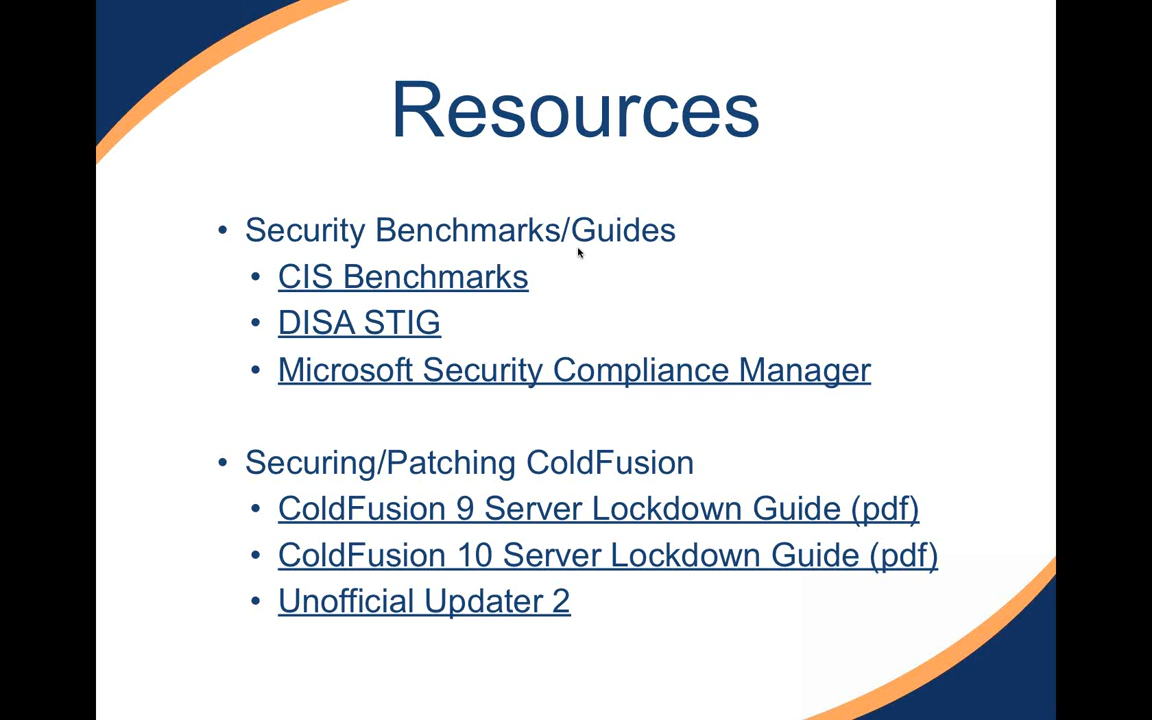 Resources
• Security Benchmarks/Guides
• CIS Benchmarks
• DISA STIG
• Microsoft Security Compliance Manager
• Securing/Patching ColdFusion
• ColdFusion 9 Server Lockdown Guide (pdf)
• ColdFusion 10 Server Lockdown Guide (pdf)
• Unofficial Updater 2